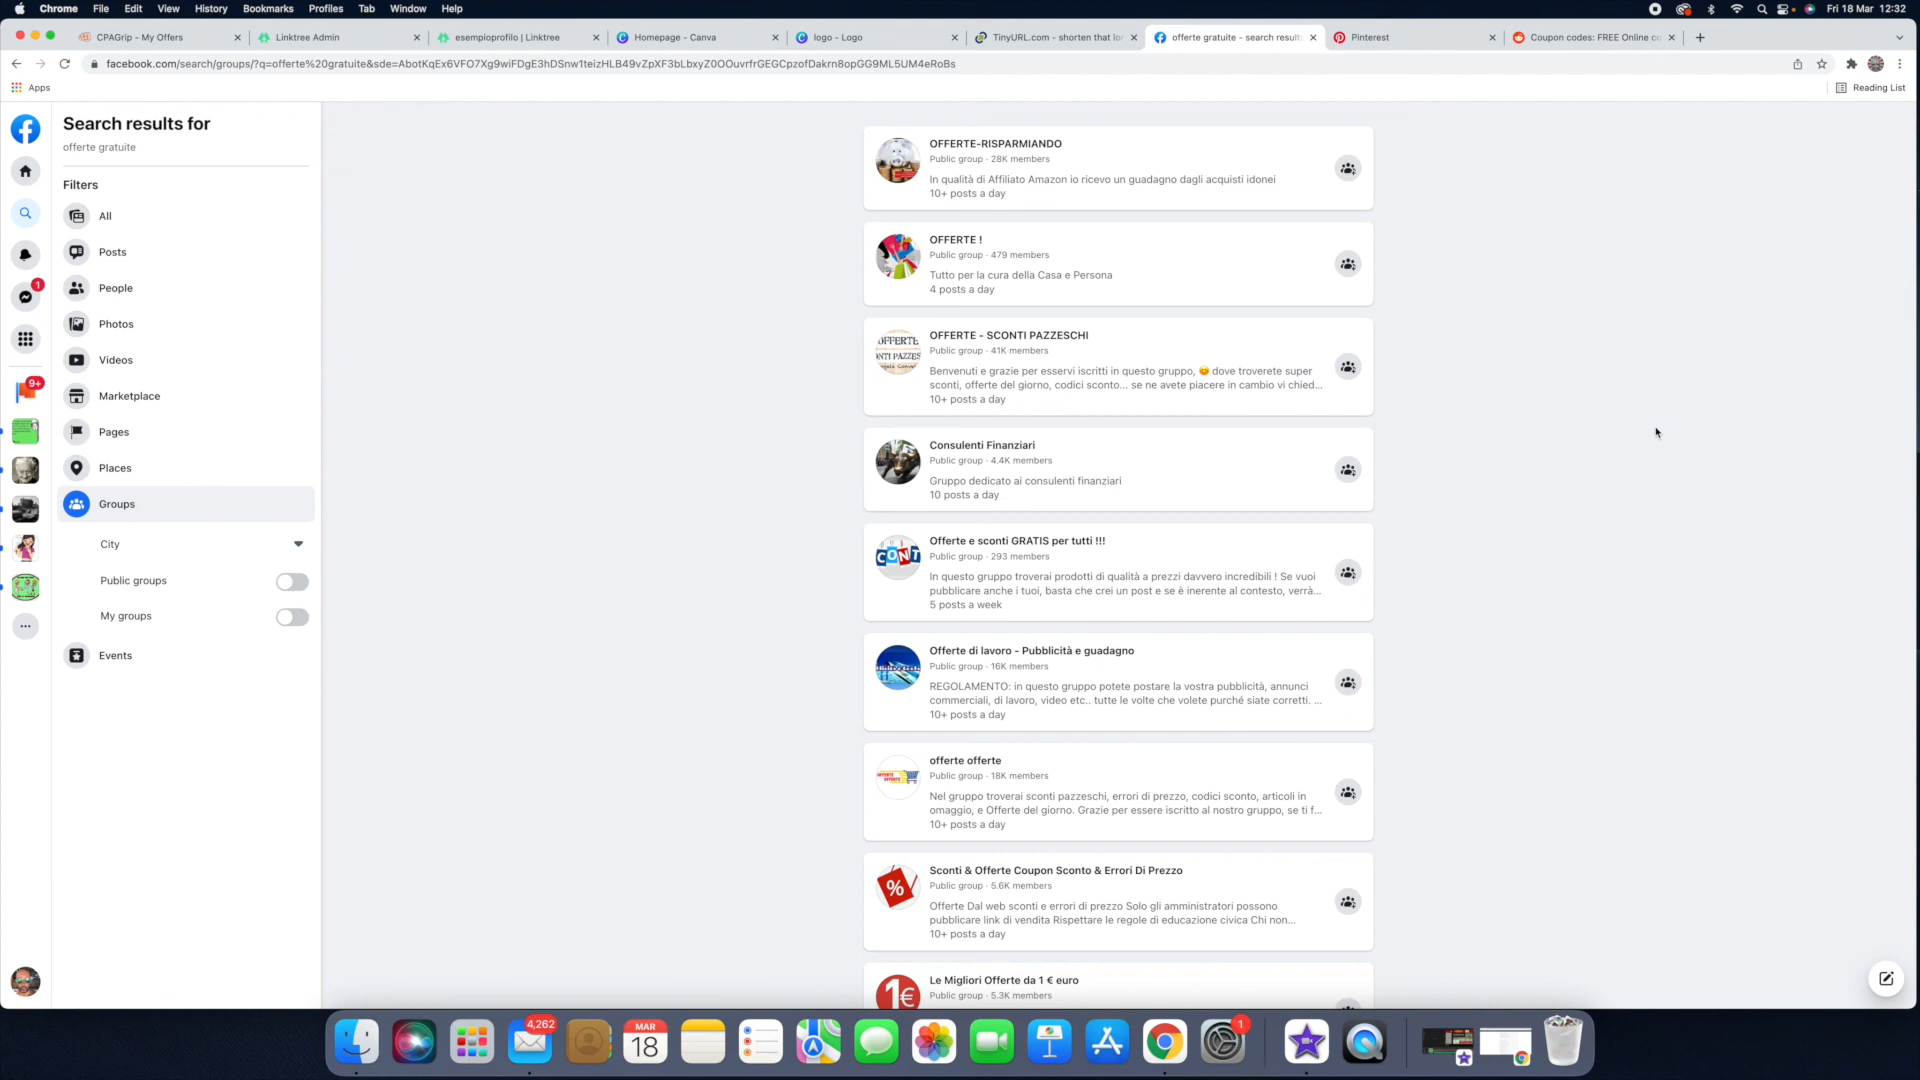 Chrome File Edit View History Bookmarks Profiles Tab Window Help Fri 18 Mar 12:32
CPAGrip - My Offers Linktree Admin esempioprofilo | Linktree Homepage - Canva logo - Logo TinyURL.com - shorten that lo offerte gratuite - search results Pinterest Coupon codes: FREE Online co
facebook.com/search/groups/?q=offerte%20gratuite&sde=AbotKqEx6VFO7Xg9wiFDgE3hDSnw1teizHLB49vZpXF3bLbxyZ0OOuvrfrGEGCpzofDakrn8opGG9ML5UM4eRoBs
Apps Reading List
Search results for
offerte gratuite
Filters
All
Posts
People
1
Photos
Videos
9+
Marketplace
Pages
Places
Groups
City
Public groups
My groups
Events
OFFERTE-RISPARMIANDO
Public group · 28K members
In qualità di Affiliato Amazon io ricevo un guadagno dagli acquisti idonei
10+ posts a day
OFFERTE !
Public group · 479 members
Tutto per la cura della Casa e Persona
4 posts a day
OFFERTE - SCONTI PAZZESCHI
Public group · 41K members
Benvenuti e grazie per esservi iscritti in questo gruppo, 😊 dove troverete super
sconti, offerte del giorno, codici sconto... se ne avete piacere in cambio vi chied...
10+ posts a day
Consulenti Finanziari
Public group · 4.4K members
Gruppo dedicato ai consulenti finanziari
10 posts a day
Offerte e sconti GRATIS per tutti !!!
Public group · 293 members
In questo gruppo troverai prodotti di qualità a prezzi davvero incredibili ! Se vuoi
pubblicare anche i tuoi, basta che crei un post e se è inerente al contesto, verrà...
5 posts a week
Offerte di lavoro - Pubblicità e guadagno
Public group · 16K members
REGOLAMENTO: in questo gruppo potete postare la vostra pubblicità, annunci
commerciali, di lavoro, video etc.. tutte le volte che volete purché siate corretti. ...
10+ posts a day
offerte offerte
Public group · 18K members
Nel gruppo troverai sconti pazzeschi, errori di prezzo, codici sconto, articoli in
omaggio, e Offerte del giorno. Grazie per essere iscritto al nostro gruppo, se ti f...
10+ posts a day
Sconti & Offerte Coupon Sconto & Errori Di Prezzo
Public group · 5.6K members
Offerte Dal web sconti e errori di prezzo Solo gli amministratori possono
pubblicare link di vendita Rispettare le regole di educazione civica Chi non...
10+ posts a day
Le Migliori Offerte da 1 € euro
Public group · 5.3K members
1€
4,262
MAR
18
1